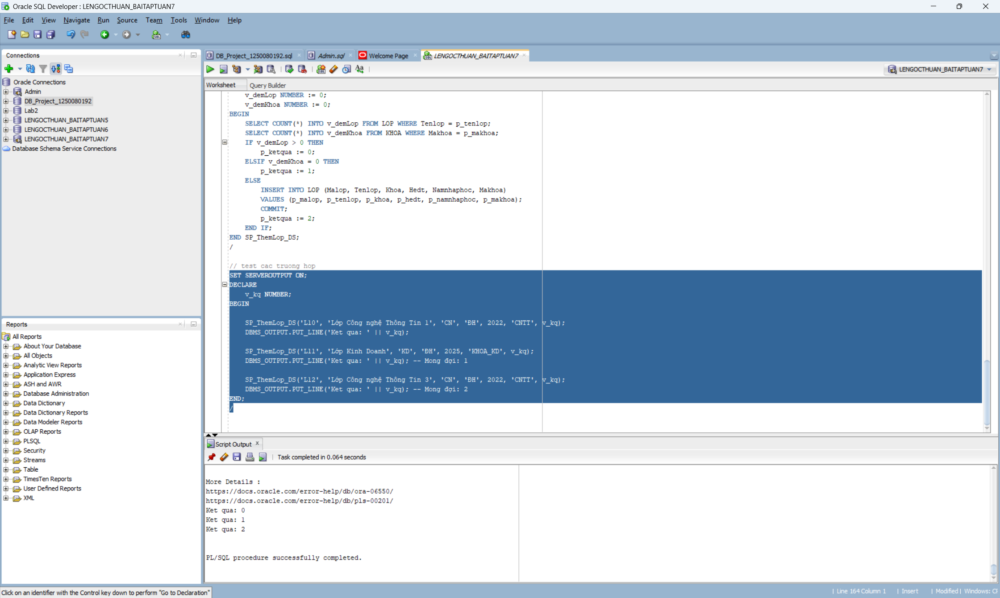 Oracle SQL Developer : LENGOCTHUAN_BAITAPTUAN7
File Edit View Navigate Run Source Team Tools Window Help
Connections
Oracle Connections
Admin
DB_Project_1250080192
Lab2
LENGOCTHUAN_BAITAPTUAN5
LENGOCTHUAN_BAITAPTUAN6
LENGOCTHUAN_BAITAPTUAN7
Database Schema Service Connections
Reports
All Reports
About Your Database
All Objects
Analytic View Reports
Application Express
ASH and AWR
Database Administration
Data Dictionary
Data Dictionary Reports
Data Modeler Reports
OLAP Reports
PLSQL
Security
Streams
Table
TimesTen Reports
User Defined Reports
XML
DB_Project_1250080192.sql Admin.sql Welcome Page LENGOCTHUAN_BAITAPTUAN7
LENGOCTHUAN_BAITAPTUAN7
Worksheet Query Builder
v_demLop NUMBER := 0;
v_demKhoa NUMBER := 0;
BEGIN
SELECT COUNT(*) INTO v_demLop FROM LOP WHERE Tenlop = p_tenlop;
SELECT COUNT(*) INTO v_demKhoa FROM KHOA WHERE Makhoa = p_makhoa;
IF v_demLop > 0 THEN
p_ketqua := 0;
ELSIF v_demKhoa = 0 THEN
p_ketqua := 1;
ELSE
INSERT INTO LOP (Malop, Tenlop, Khoa, Hedt, Namnhaphoc, Makhoa)
VALUES (p_malop, p_tenlop, p_khoa, p_hedt, p_namnhaphoc, p_makhoa);
COMMIT;
p_ketqua := 2;
END IF;
END SP_ThemLop_DS;
/
// test cac truong hop
SET SERVEROUTPUT ON;
DECLARE
v_kq NUMBER;
BEGIN
SP_ThemLop_DS('L10', 'Lớp Công nghệ Thông Tin 1', 'CN', 'ĐH', 2022, 'CNTT', v_kq);
DBMS_OUTPUT.PUT_LINE('Ket qua: ' || v_kq);
SP_ThemLop_DS('L11', 'Lớp Kinh Doanh', 'KD', 'ĐH', 2025, 'KHOA_KD', v_kq);
DBMS_OUTPUT.PUT_LINE('Ket qua: ' || v_kq); -- Mong đợi: 1
SP_ThemLop_DS('L12', 'Lớp Công nghệ Thông Tin 3', 'CN', 'ĐH', 2022, 'CNTT', v_kq);
DBMS_OUTPUT.PUT_LINE('Ket qua: ' || v_kq); -- Mong đợi: 2
END;
/
Script Output
Task completed in 0.064 seconds
More Details :
https://docs.oracle.com/error-help/db/ora-06550/
https://docs.oracle.com/error-help/db/pls-00201/
Ket qua: 0
Ket qua: 1
Ket qua: 2
PL/SQL procedure successfully completed.
Click on an identifier with the Control key down to perform "Go to Declaration"
Line 164 Column 1 | Insert | Modified | Windows: